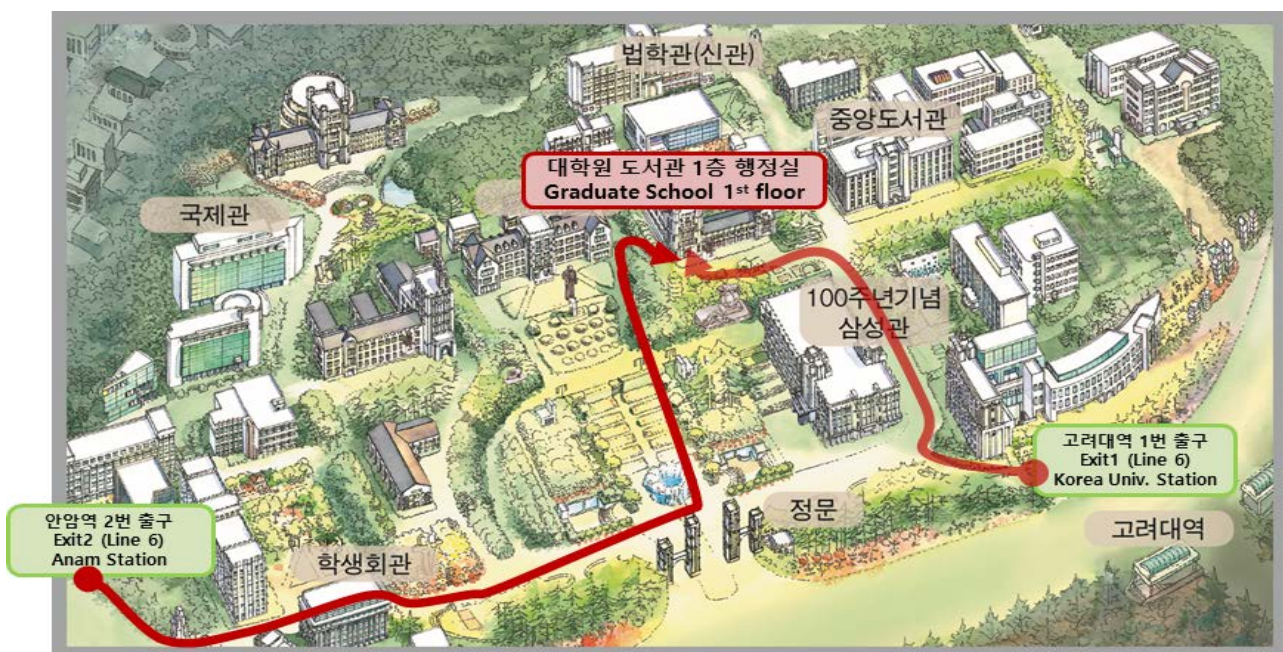 법학관(신관)
중앙도서관
대학원 도서관 1층 행정실
Graduate School 1st floor
국제관
100주년기념
삼성관
고려대역 1번 출구
Exit1 (Line 6)
Korea Univ. Station
안암역 2번 출구
Exit2 (Line 6)
Anam Station
정문
고려대역
학생회관